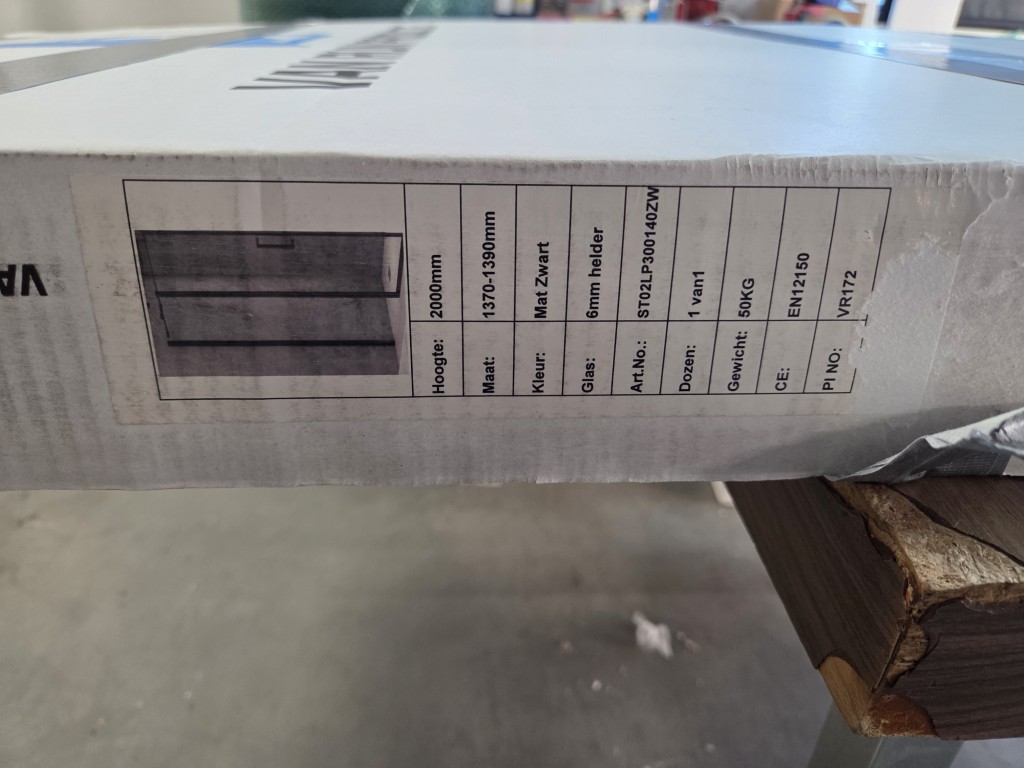 Hoogte: 2000mm
Maat: 1370-1390mm
Kleur: Mat Zwart
Glas: 6mm helder
Art.No.: ST02LP300140ZW
Dozen: 1 van1
Gewicht: 50KG
CE: EN12150
PI NO: VR172
VA